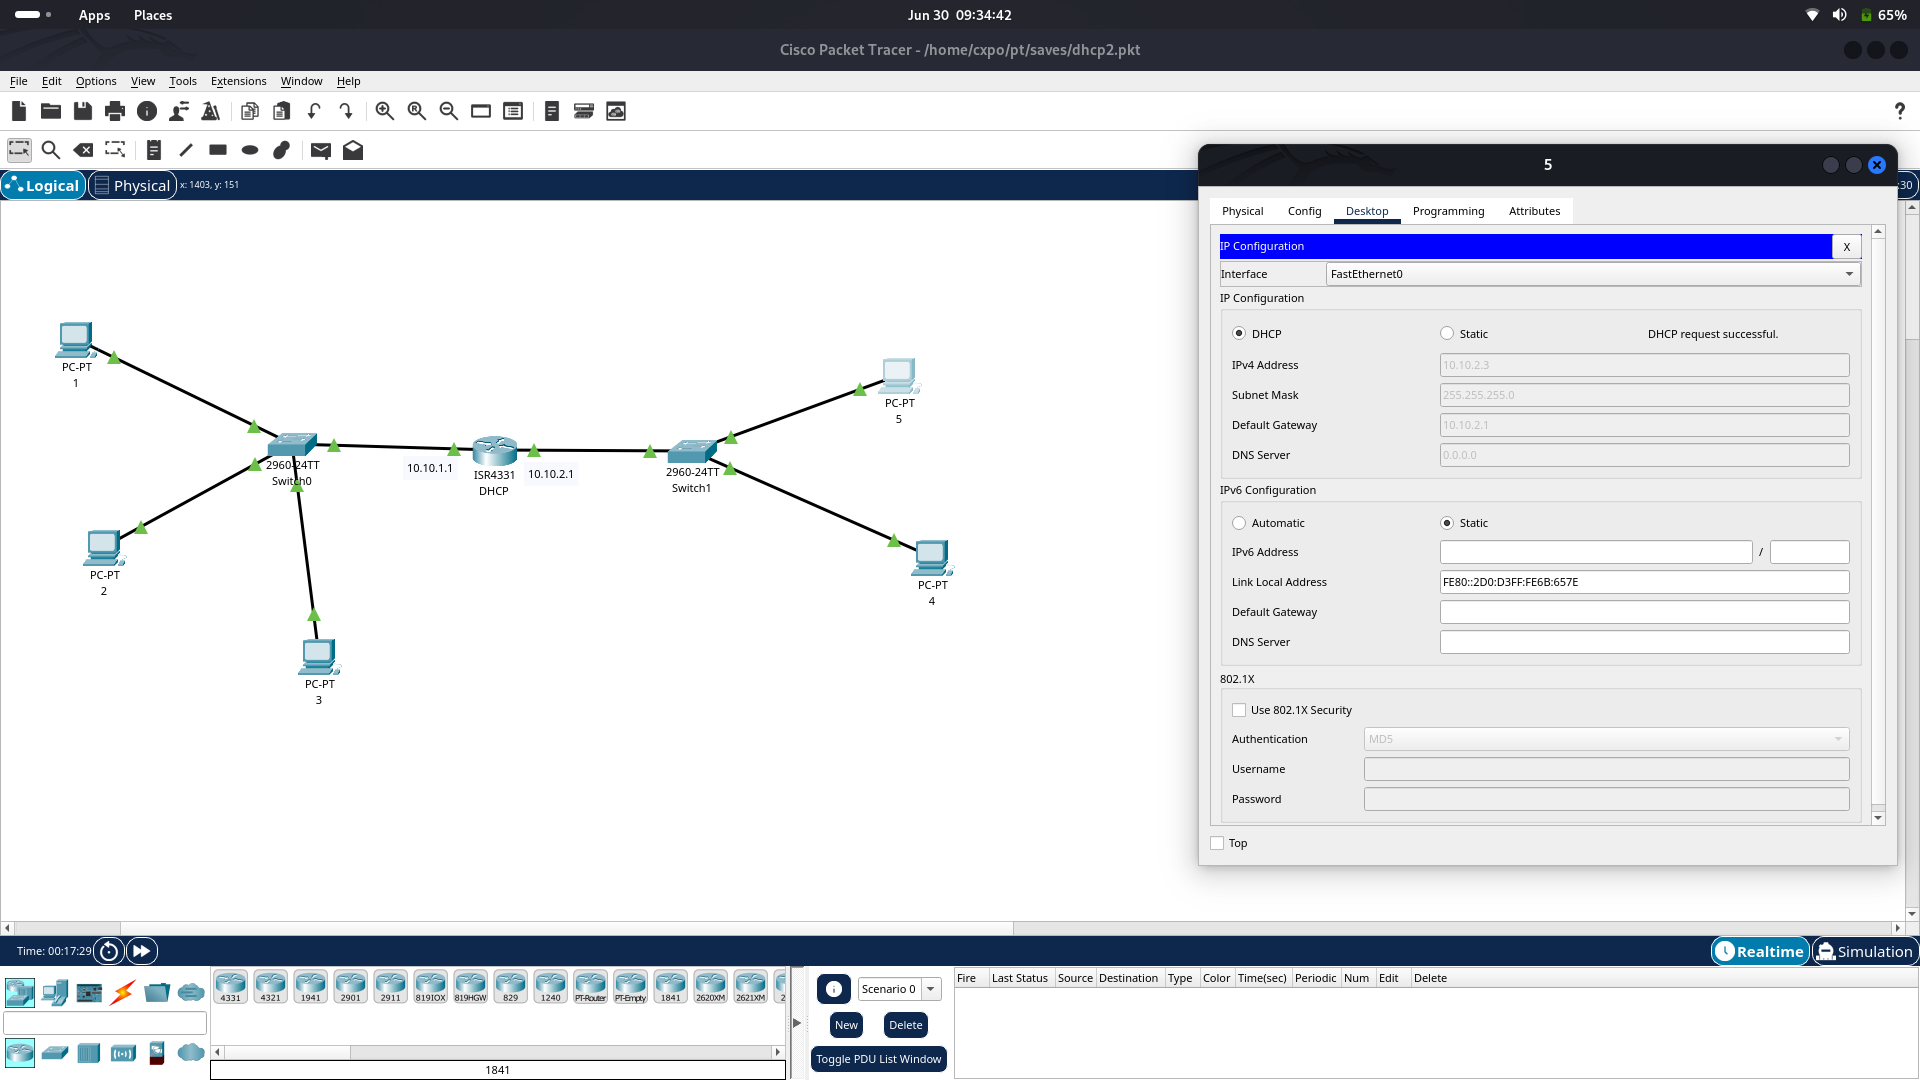 Apps Places Jun 30 09:34:42 65%
Cisco Packet Tracer - /home/cxpo/pt/saves/dhcp2.pkt
File Edit Options View Tools Extensions Window Help
?
Logical Physical x: 1403, y: 151
:30
PC-PT
1
2960-24TT
Switch0
PC-PT
2
PC-PT
3
10.10.1.1
ISR4331
DHCP
10.10.2.1
2960-24TT
Switch1
PC-PT
5
PC-PT
4
5
Physical Config Desktop Programming Attributes
IP Configuration X
Interface FastEthernet0
IP Configuration
DHCP Static DHCP request successful.
IPv4 Address 10.10.2.3
Subnet Mask 255.255.255.0
Default Gateway 10.10.2.1
DNS Server 0.0.0.0
IPv6 Configuration
Automatic Static
IPv6 Address /
Link Local Address FE80::2D0:D3FF:FE6B:657E
Default Gateway
DNS Server
802.1X
Use 802.1X Security
Authentication MD5
Username
Password
Top
Time: 00:17:29 Realtime Simulation
4331 4321 1941 2901 2911 819IOX 819HGW 829 1240 PT-Router PT-Empty 1841 2620XM 2621XM 2
1841
Scenario 0
New Delete
Toggle PDU List Window
Fire Last Status Source Destination Type Color Time(sec) Periodic Num Edit Delete